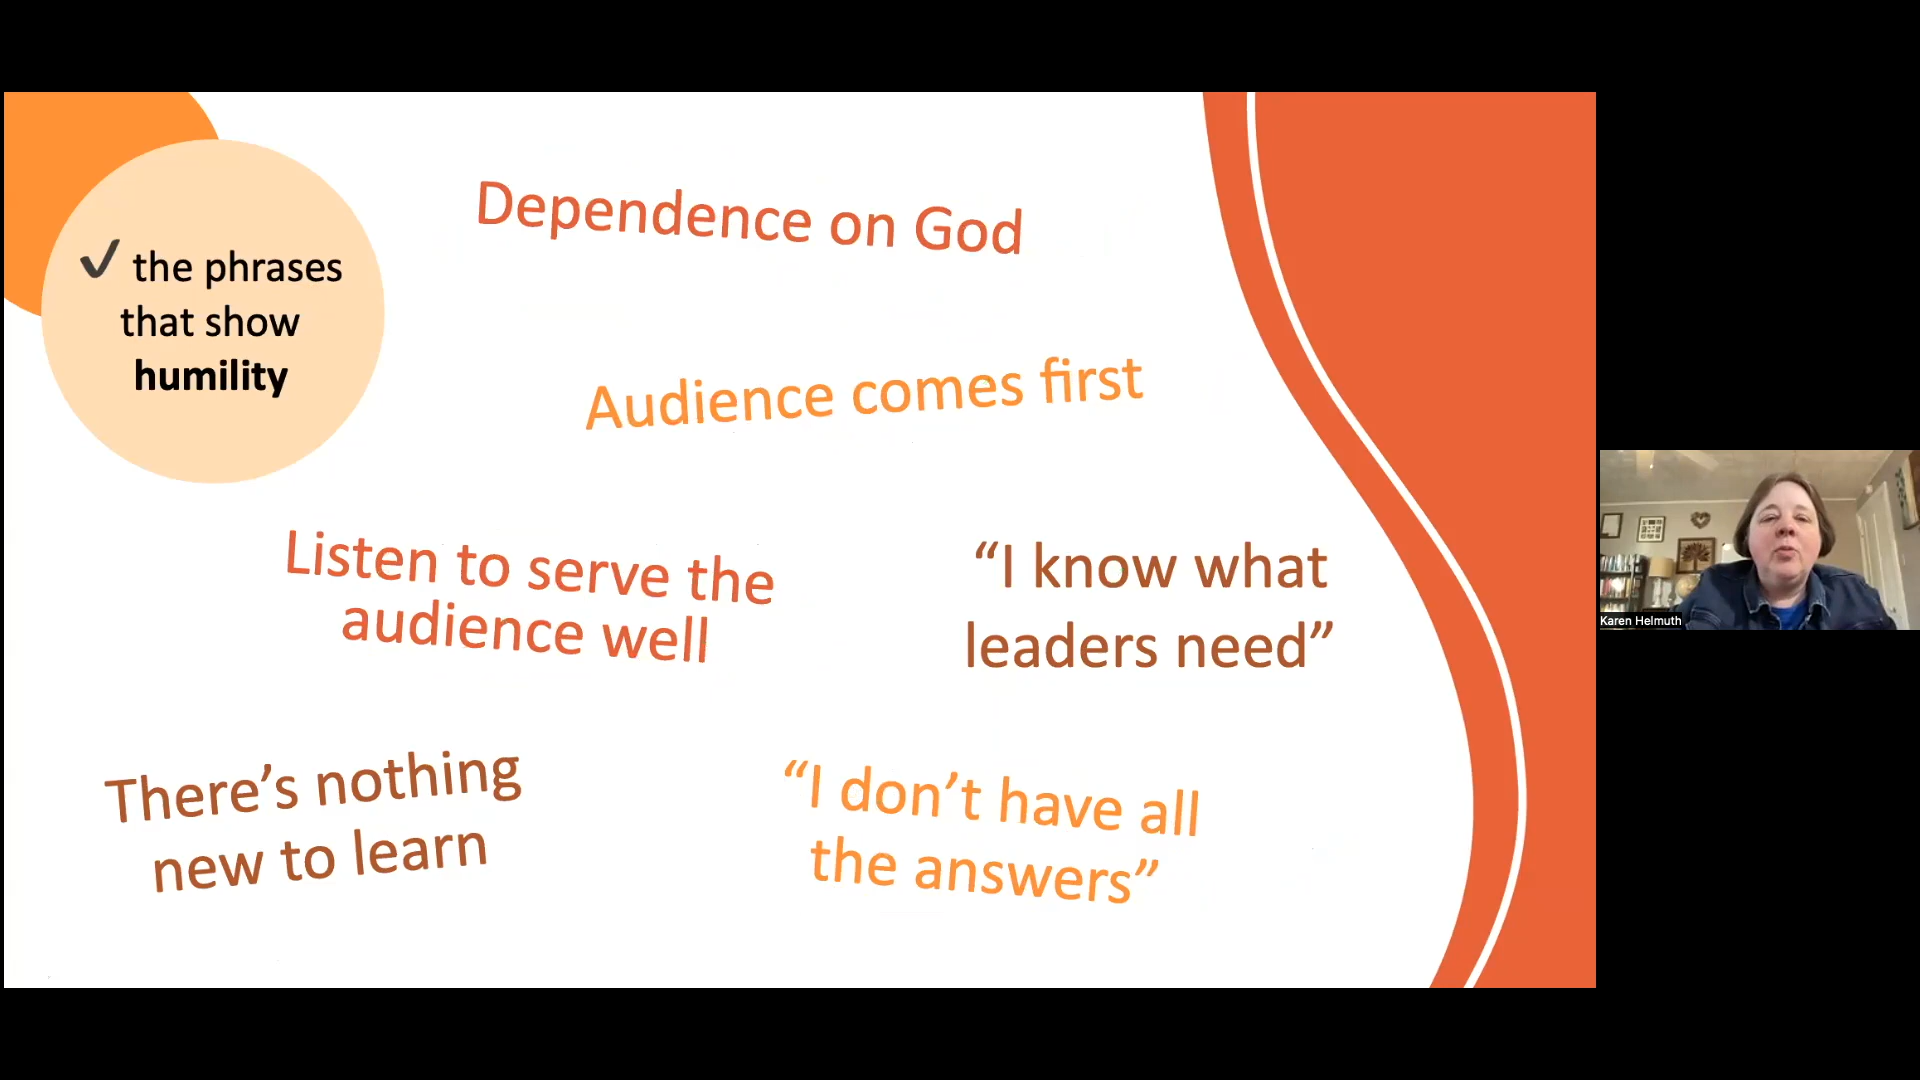 ✓ the phrases
that show
humility
Dependence on God
Audience comes first
Listen to serve the
audience well
“I know what
leaders need”
There’s nothing
new to learn
“I don’t have all
the answers”
Karen Helmuth